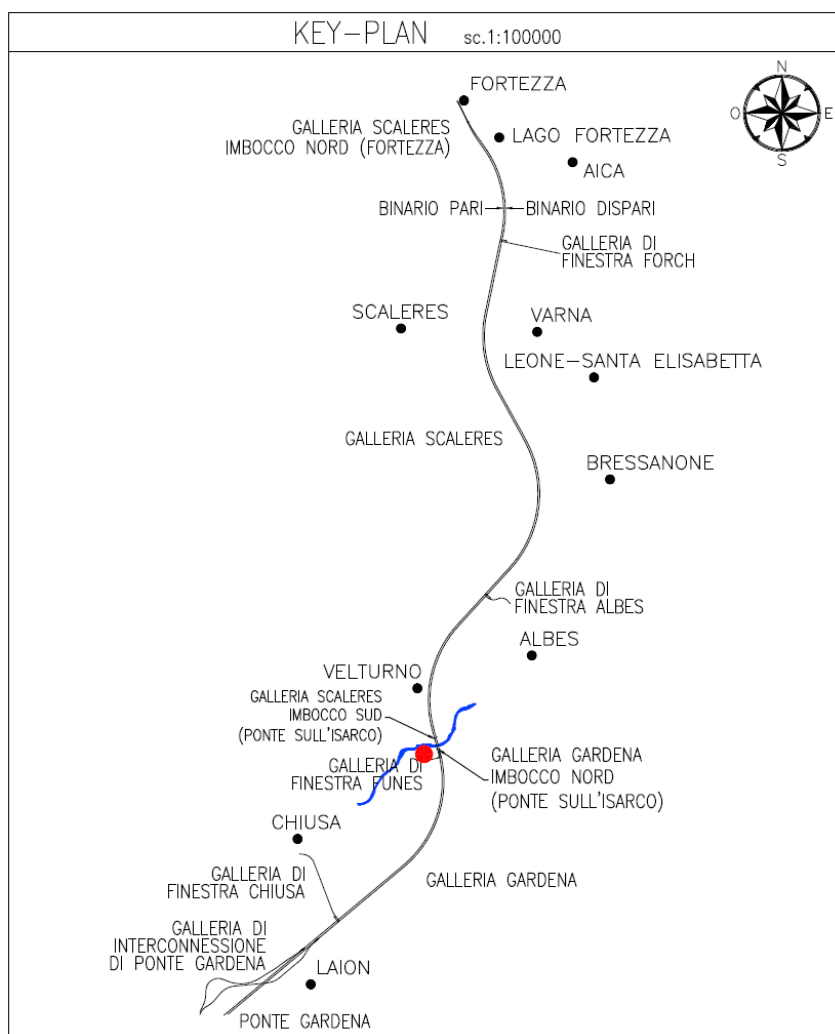 KEY-PLAN sc.1:100000
N
O
E
S
FORTEZZA
GALLERIA SCALERES
IMBOCCO NORD (FORTEZZA)
LAGO FORTEZZA
AICA
BINARIO PARI
BINARIO DISPARI
GALLERIA DI
FINESTRA FORCH
SCALERES
VARNA
LEONE-SANTA ELISABETTA
GALLERIA SCALERES
BRESSANONE
GALLERIA DI
FINESTRA ALBES
ALBES
VELTURNO
GALLERIA SCALERES
IMBOCCO SUD
(PONTE SULL'ISARCO)
GALLERIA DI
FINESTRA FUNES
GALLERIA GARDENA
IMBOCCO NORD
(PONTE SULL'ISARCO)
CHIUSA
GALLERIA DI
FINESTRA CHIUSA
GALLERIA GARDENA
GALLERIA DI
INTERCONNESSIONE
DI PONTE GARDENA
LAION
PONTE GARDENA